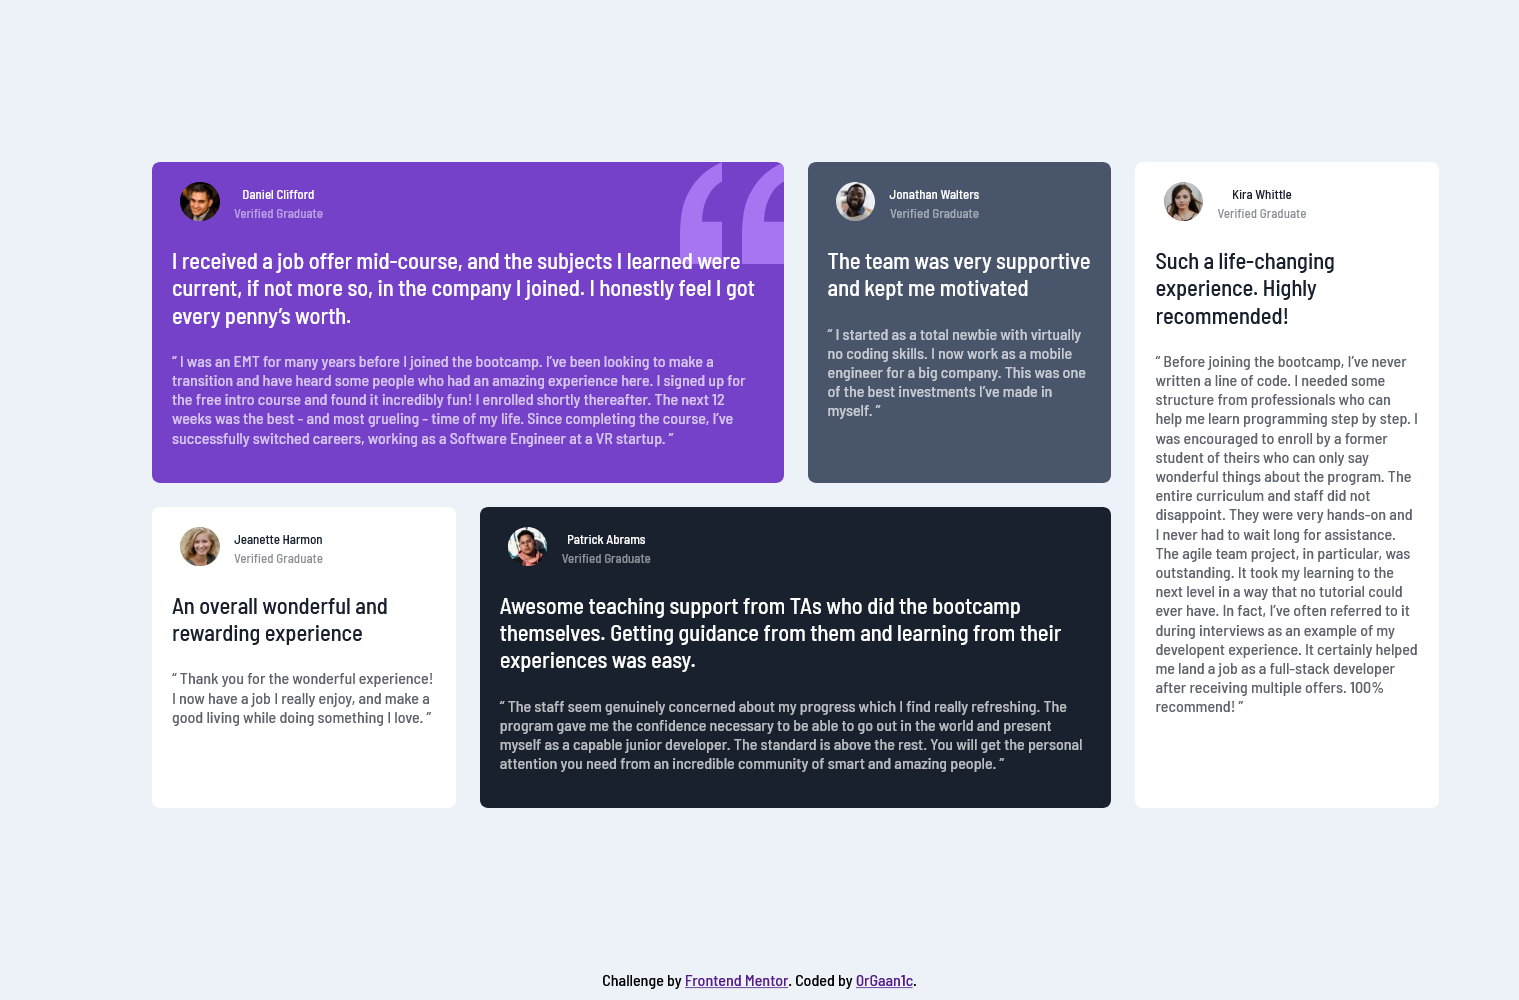 Daniel Clifford
Verified Graduate
I received a job offer mid-course, and the subjects I learned were
current, if not more so, in the company I joined. I honestly feel I got
every penny’s worth.
“ I was an EMT for many years before I joined the bootcamp. I’ve been looking to make a
transition and have heard some people who had an amazing experience here. I signed up for
the free intro course and found it incredibly fun! I enrolled shortly thereafter. The next 12
weeks was the best - and most grueling - time of my life. Since completing the course, I’ve
successfully switched careers, working as a Software Engineer at a VR startup. ”
Jonathan Walters
Verified Graduate
The team was very supportive
and kept me motivated
“ I started as a total newbie with virtually
no coding skills. I now work as a mobile
engineer for a big company. This was one
of the best investments I’ve made in
myself. ”
Kira Whittle
Verified Graduate
Such a life-changing
experience. Highly
recommended!
“ Before joining the bootcamp, I’ve never
written a line of code. I needed some
structure from professionals who can
help me learn programming step by step. I
was encouraged to enroll by a former
student of theirs who can only say
wonderful things about the program. The
entire curriculum and staff did not
disappoint. They were very hands-on and
I never had to wait long for assistance.
The agile team project, in particular, was
outstanding. It took my learning to the
next level in a way that no tutorial could
ever have. In fact, I’ve often referred to it
during interviews as an example of my
developent experience. It certainly helped
me land a job as a full-stack developer
after receiving multiple offers. 100%
recommend! ”
Jeanette Harmon
Verified Graduate
An overall wonderful and
rewarding experience
“ Thank you for the wonderful experience!
I now have a job I really enjoy, and make a
good living while doing something I love. ”
Patrick Abrams
Verified Graduate
Awesome teaching support from TAs who did the bootcamp
themselves. Getting guidance from them and learning from their
experiences was easy.
“ The staff seem genuinely concerned about my progress which I find really refreshing. The
program gave me the confidence necessary to be able to go out in the world and present
myself as a capable junior developer. The standard is above the rest. You will get the personal
attention you need from an incredible community of smart and amazing people. ”
Challenge by Frontend Mentor. Coded by OrGaan1c.